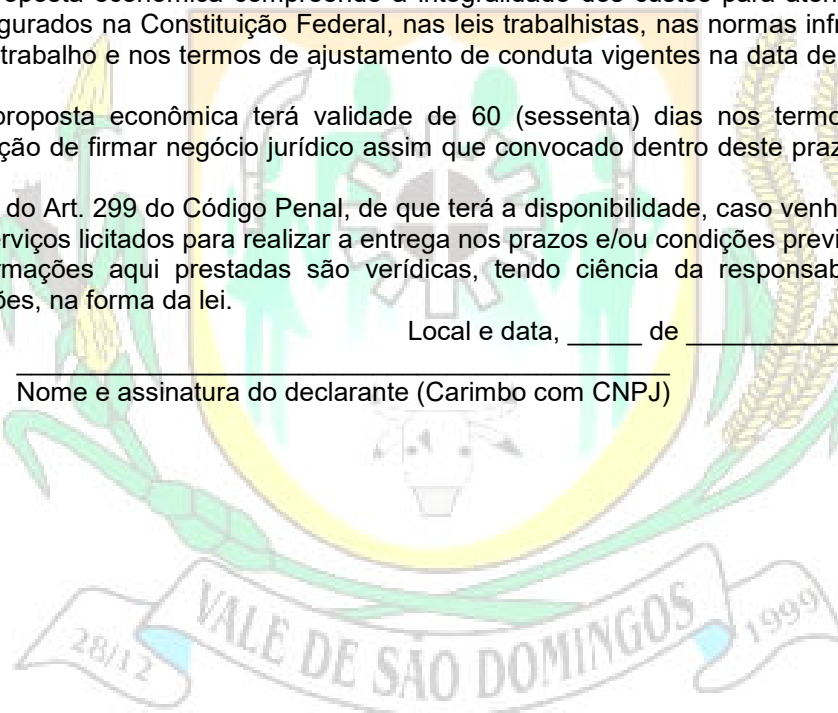 proposta econômica compreende a integralidade dos custos para aten
gurados na Constituição Federal, nas leis trabalhistas, nas normas infr
trabalho e nos termos de ajustamento de conduta vigentes na data de
proposta econômica terá validade de 60 (sessenta) dias nos termo
ção de firmar negócio jurídico assim que convocado dentro deste praz
do Art. 299 do Código Penal, de que terá a disponibilidade, caso venh
erviços licitados para realizar a entrega nos prazos e/ou condições previ
rmações aqui prestadas são verídicas, tendo ciência da responsab
ões, na forma da lei.
Local e data, _____ de ___________
Nome e assinatura do declarante (Carimbo com CNPJ)
28/12 VALE DE SÃO DOMINGOS 1999